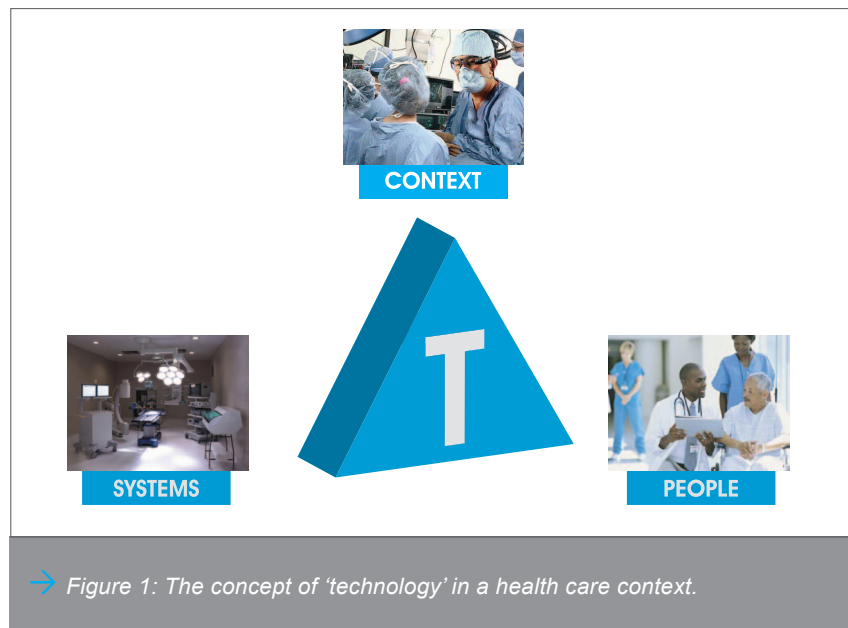 CONTEXT
T
SYSTEMS
PEOPLE
→ Figure 1: The concept of ‘technology’ in a health care context.